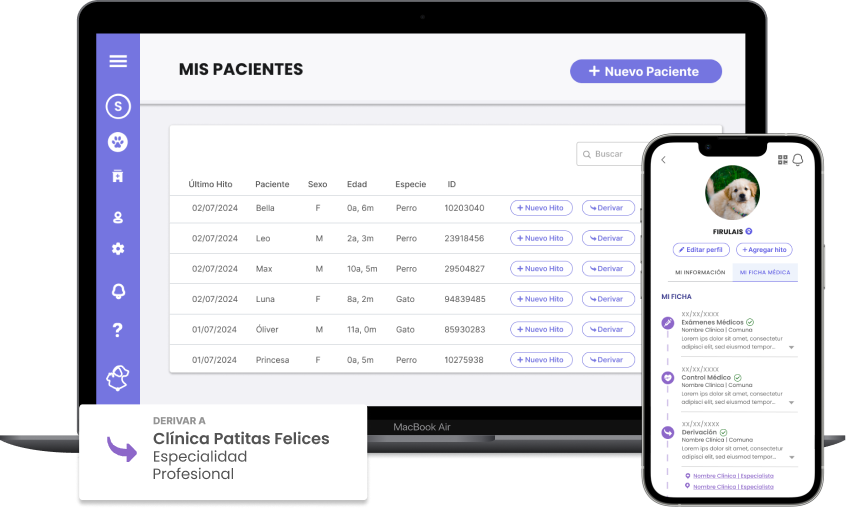 MIS PACIENTES
+ Nuevo Paciente
S
Buscar
Último Hito Paciente Sexo Edad Especie ID
02/07/2024 Bella F 0a, 6m Perro 10203040 + Nuevo Hito Derivar
02/07/2024 Leo M 2a, 3m Perro 23918456 + Nuevo Hito Derivar
02/07/2024 Max M 10a, 5m Perro 29504827 + Nuevo Hito Derivar
02/07/2024 Luna F 8a, 2m Gato 94839485 + Nuevo Hito Derivar
01/07/2024 Óliver M 11a, 0m Gato 85930283 + Nuevo Hito Derivar
01/07/2024 Princesa F 0a, 5m Perro 10275938 + Nuevo Hito Derivar
?
MacBook Air
DERIVAR A
Clínica Patitas Felices
Especialidad
Profesional
FIRULAIS
Editar perfil + Agregar hito
MI INFORMACIÓN MI FICHA MÉDICA
MI FICHA
xx/xx/xxxx
Exámenes Médicos
Nombre Clínica | Comuna
Lorem ips dolor sit amet, consectetur
adipisci elit, sed eiusmod tempor...
xx/xx/xxxx
Control Médico
Nombre Clínica | Comuna
Lorem ips dolor sit amet, consectetur
adipisci elit, sed eiusmod tempor...
xx/xx/xxxx
Derivación
Nombre Clínica | Comuna
Lorem ips dolor sit amet, consectetur
adipisci elit, sed eiusmod tempor...
Nombre Clínica | Especialista
Nombre Clínica | Especialista